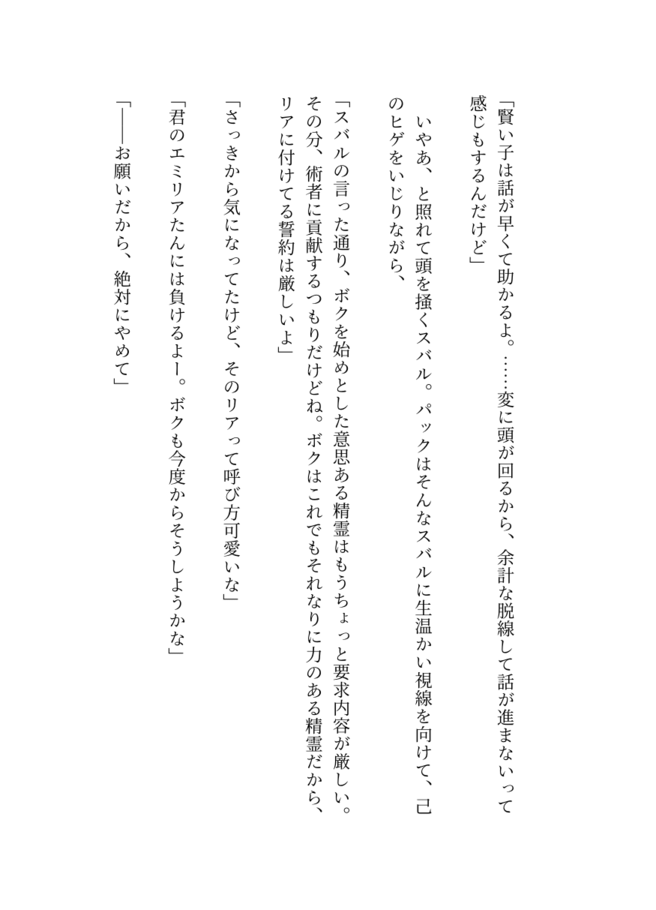 「賢い子は話が早くて助かるよ。……変に頭が回るから、余計な脱線して話が進まないって
感じもするんだけど」
いやあ、と照れて頭を掻くスバル。パックはそんなスバルに生温かい視線を向けて、己
のヒゲをいじりながら、
「スバルの言った通り、ボクを始めとした意思ある精霊はもうちょっと要求内容が厳しい。
その分、術者に貢献するつもりだけどね。ボクはこれでもそれなりに力のある精霊だから、
リアに付けてる誓約は厳しいよ」
「さっきから気になってたけど、そのリアって呼び方可愛いな」
「君のエミリアたんには負けるよー。ボクも今度からそうしようかな」
「――お願いだから、絶対にやめて」